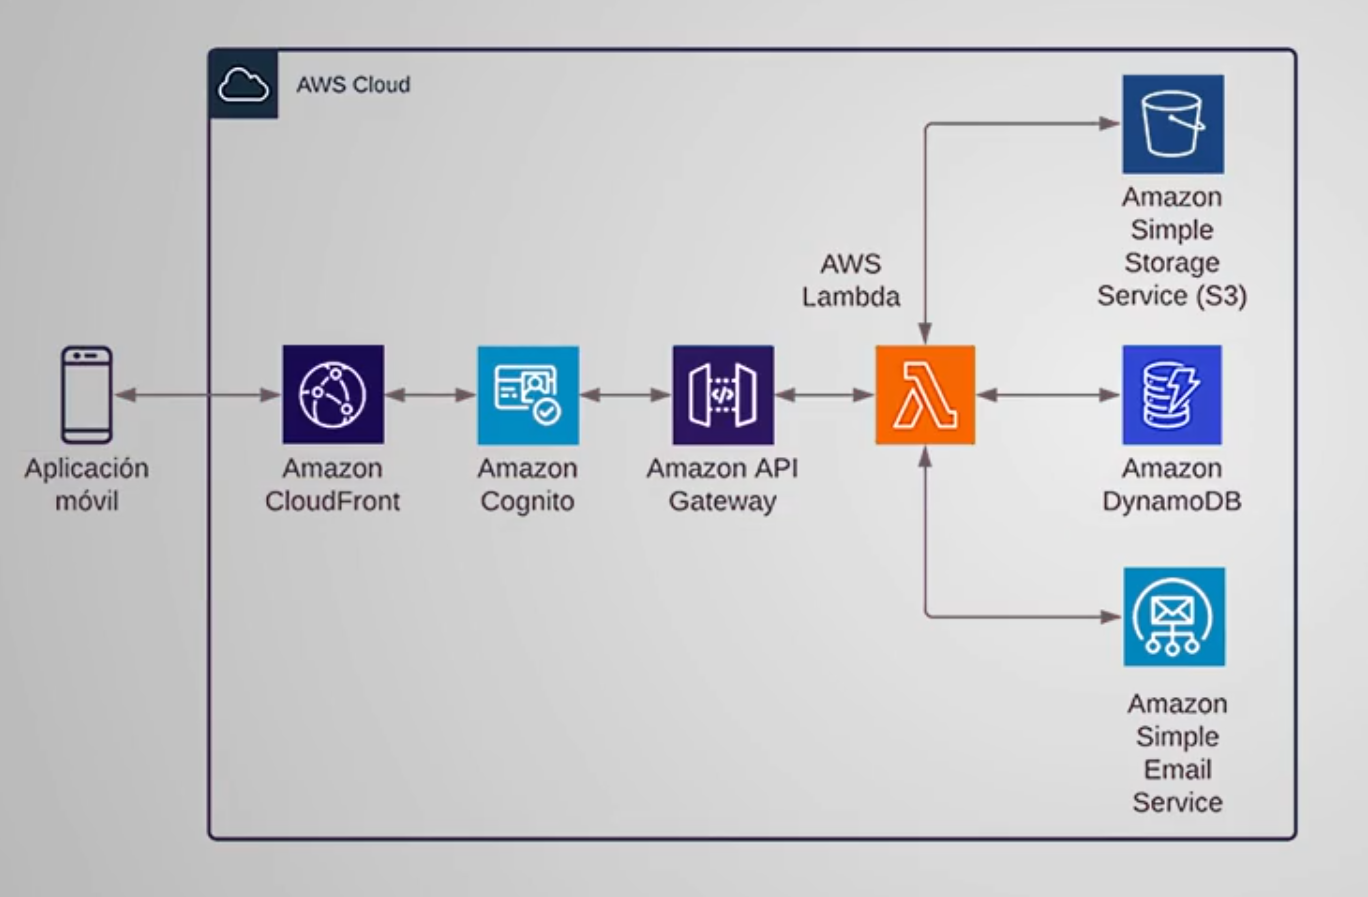 AWS Cloud
Amazon
Simple
Storage
Service (S3)
AWS
Lambda
Aplicación
móvil
Amazon
CloudFront
Amazon
Cognito
Amazon API
Gateway
Amazon
DynamoDB
Amazon
Simple
Email
Service